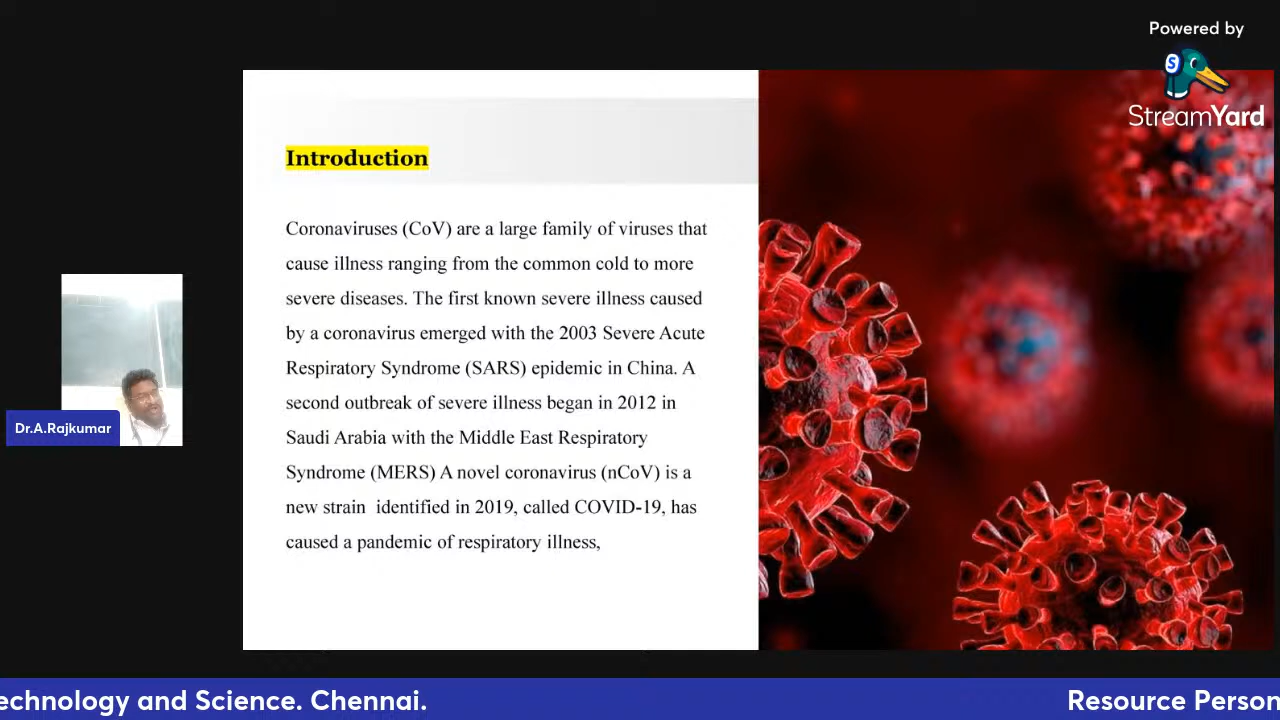 Powered by
StreamYard
Introduction
Coronaviruses (CoV) are a large family of viruses that
cause illness ranging from the common cold to more
severe diseases. The first known severe illness caused
by a coronavirus emerged with the 2003 Severe Acute
Respiratory Syndrome (SARS) epidemic in China. A
second outbreak of severe illness began in 2012 in
Saudi Arabia with the Middle East Respiratory
Syndrome (MERS) A novel coronavirus (nCoV) is a
new strain  identified in 2019, called COVID-19, has
caused a pandemic of respiratory illness,
Dr.A.Rajkumar
echnology and Science. Chennai.
Resource Person